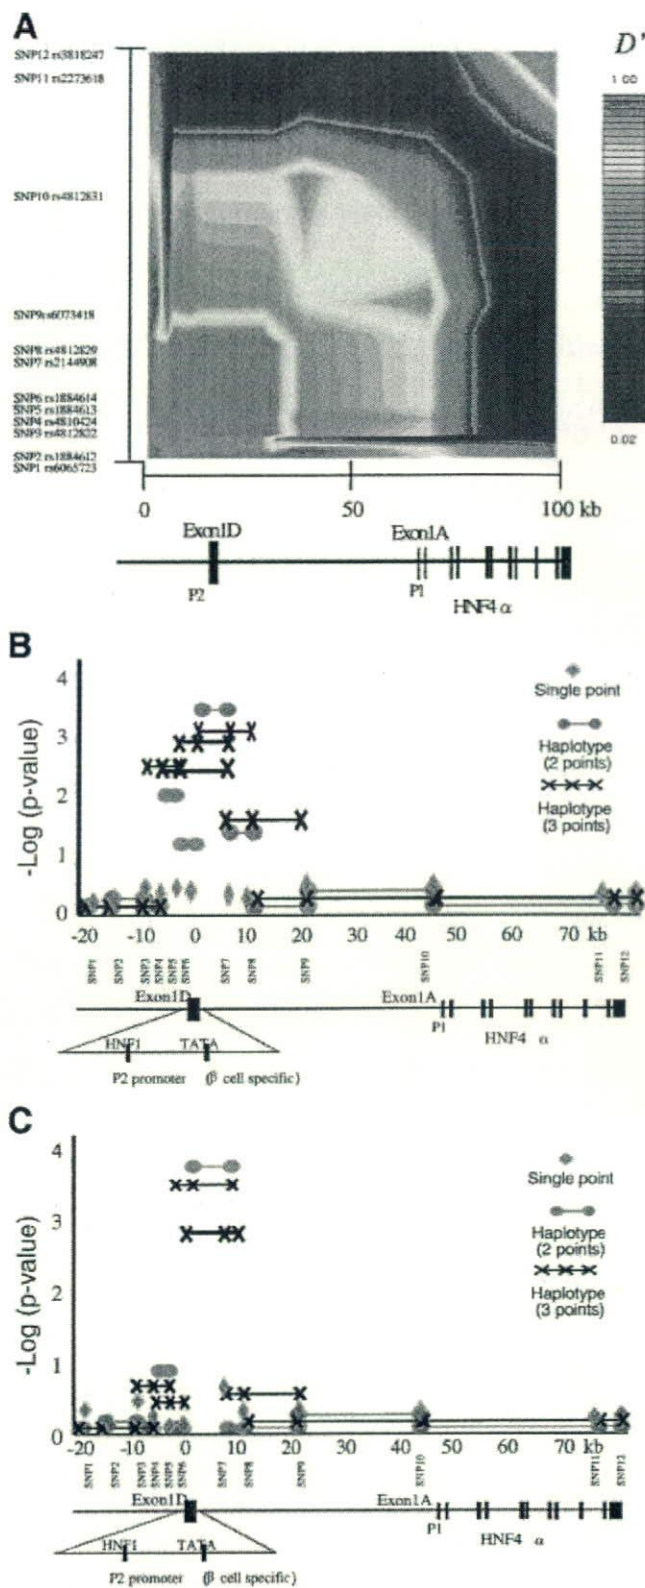 A
SNP12 rs3818247
SNP11 rs2273618
SNP10 rs4812831
SNP9 rs6073418
SNP8 rs4812829
SNP7 rs2144908
SNP6 rs1884614
SNP5 rs1884613
SNP4 rs4810424
SNP3 rs4812822
SNP2 rs1884612
SNP1 rs6065723
D'
1 00
0.02
0 50 100 kb
Exon1D Exon1A
P2 P1
HNF4 α
B
-Log (p-value)
4
3
2
1
0
Single point
Haplotype
(2 points)
Haplotype
(3 points)
-20 -10 0 10 20 30 40 50 60 70 kb
SNP1 SNP2 SNP3 SNP4 SNP5 SNP6 SNP7 SNP8 SNP9 SNP10 SNP11 SNP12
Exon1D Exon1A
P1
HNF4 α
HNF1 TATA
P2 promoter (β cell specific)
C
-Log (p-value)
4
3
2
1
0
Single point
Haplotype
(2 points)
Haplotype
(3 points)
-20 -10 0 10 20 30 40 50 60 70 kb
SNP1 SNP2 SNP3 SNP4 SNP5 SNP6 SNP7 SNP8 SNP9 SNP10 SNP11 SNP12
Exon1D Exon1A
P1
HNF4 α
HNF1 TATA
P2 promoter (β cell specific)